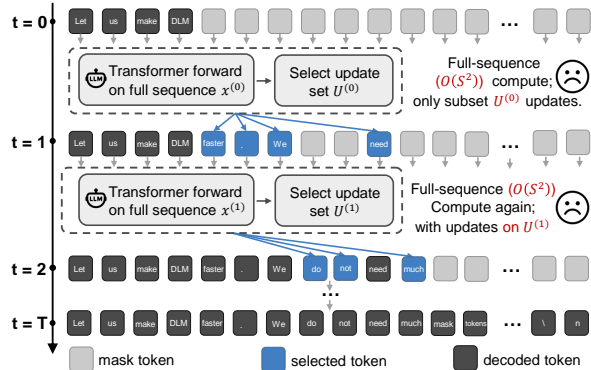 t = 0 Let us make DLM ...
LLM Transformer forward on full sequence x^(0)
Select update set U^(0)
Full-sequence (O(S²)) compute; only subset U^(0) updates.
t = 1 Let us make DLM faster . We need ...
LLM Transformer forward on full sequence x^(1)
Select update set U^(1)
Full-sequence (O(S²)) Compute again; with updates on U^(1)
t = 2 Let us make DLM faster . We do not need much ...
...
t = T Let us make DLM faster . We do not need much mask tokens ... \ n
mask token selected token decoded token